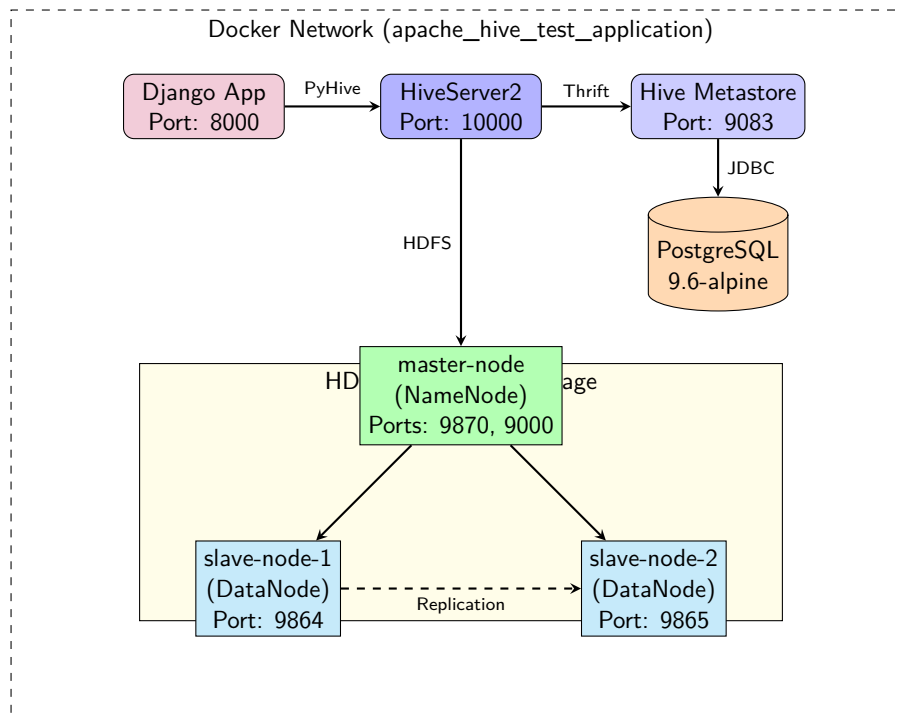 Docker Network (apache_hive_test_application)
Django App
Port: 8000
PyHive
HiveServer2
Port: 10000
Thrift
Hive Metastore
Port: 9083
JDBC
PostgreSQL
9.6-alpine
HDFS
master-node
(NameNode)
Ports: 9870, 9000
slave-node-1
(DataNode)
Port: 9864
Replication
slave-node-2
(DataNode)
Port: 9865